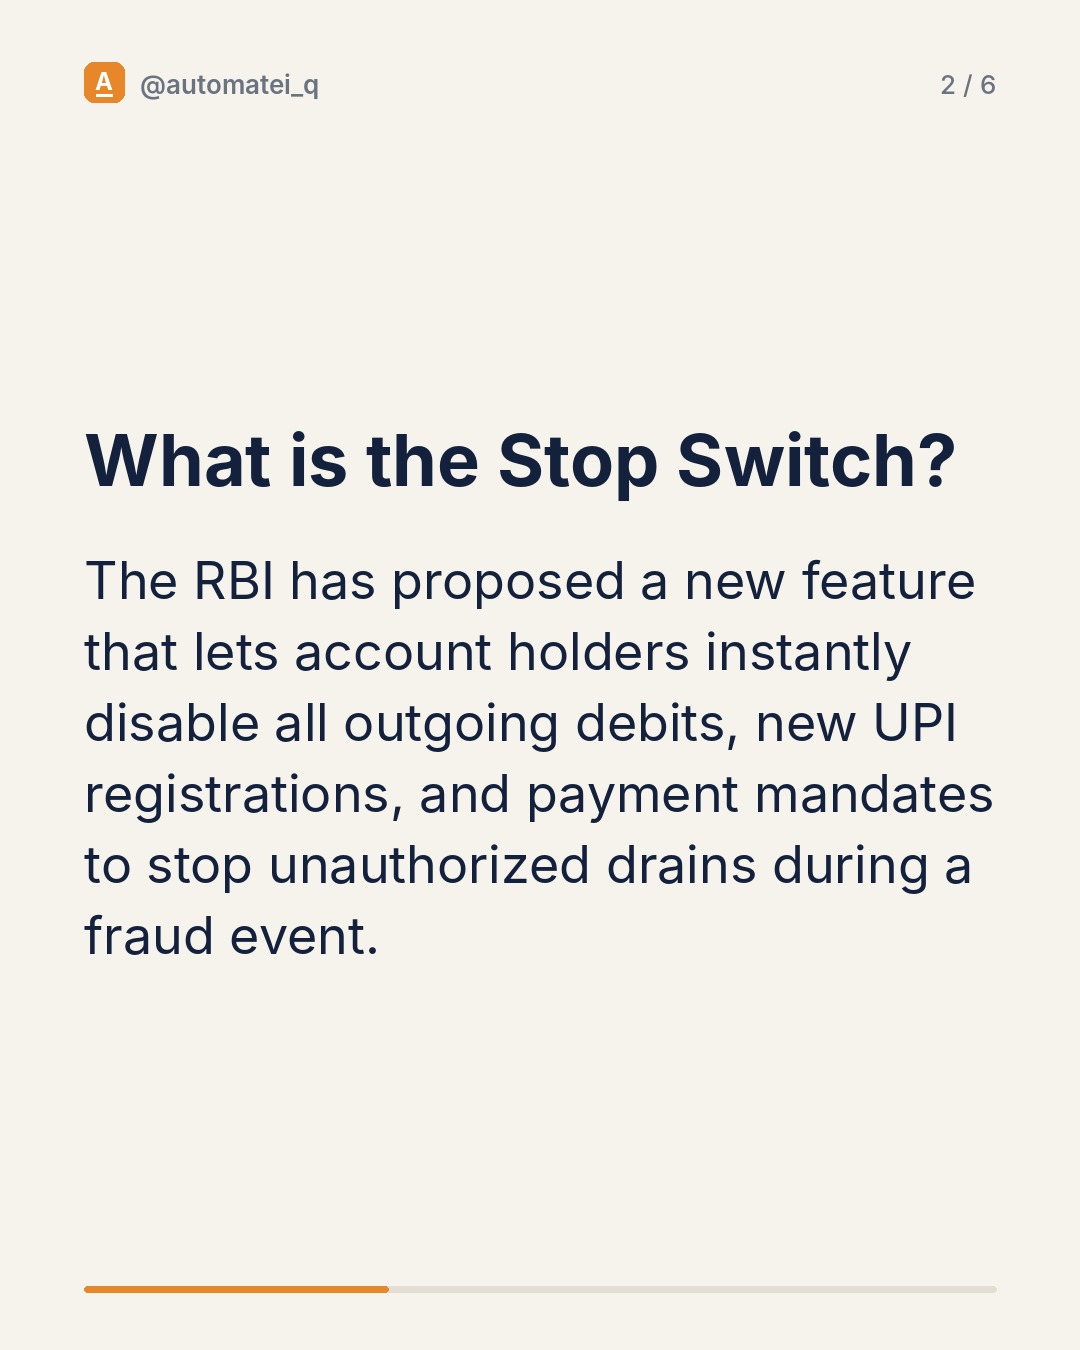 A
@automatei_q
2 / 6
What is the Stop Switch?
The RBI has proposed a new feature
that lets account holders instantly
disable all outgoing debits, new UPI
registrations, and payment mandates
to stop unauthorized drains during a
fraud event.